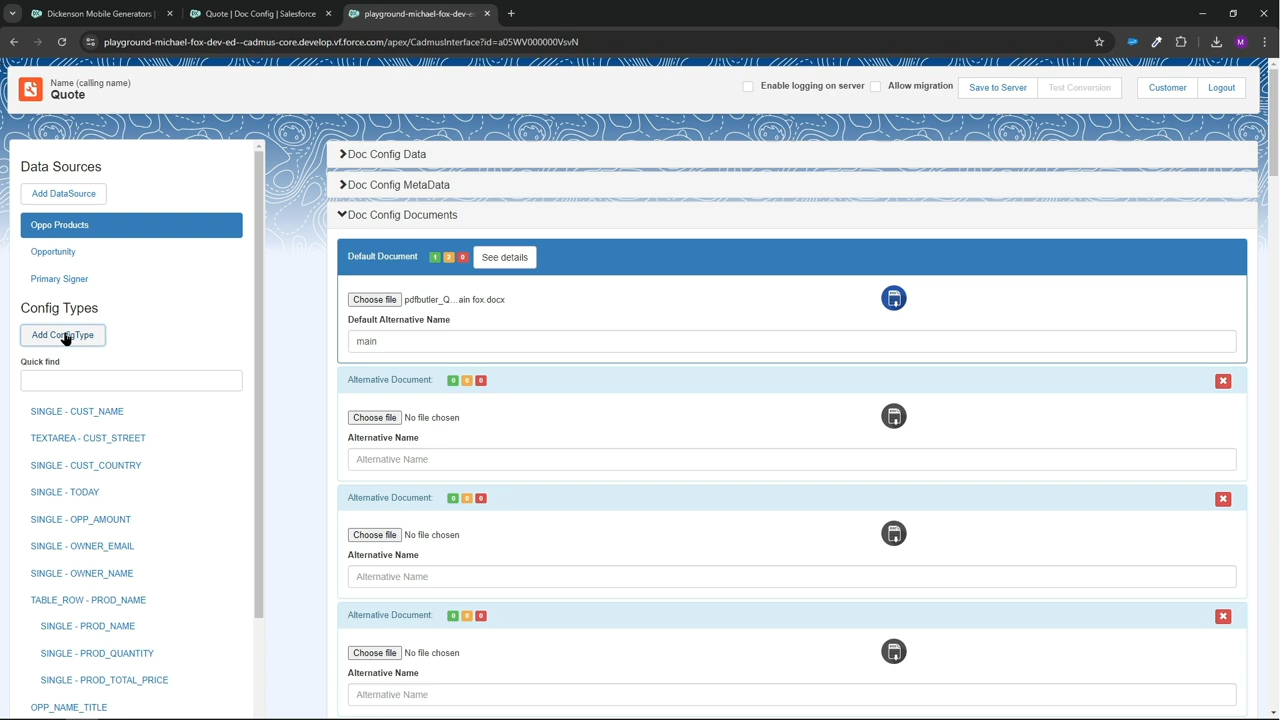 Dickenson Mobile Generators |
Quote | Doc Config | Salesforce
playground-michael-fox-dev-e
playground-michael-fox-dev-ed--cadmus-core.develop.vf.force.com/apex/CadmusInterface?id=a05WV000000VsvN
M
Name (calling name)
Quote
Enable logging on server
Allow migration
Save to Server
Test Conversion
Customer
Logout
Data Sources
Add DataSource
Oppo Products
Opportunity
Primary Signer
Config Types
Add ConfigType
Quick find
SINGLE - CUST_NAME
TEXTAREA - CUST_STREET
SINGLE - CUST_COUNTRY
SINGLE - TODAY
SINGLE - OPP_AMOUNT
SINGLE - OWNER_EMAIL
SINGLE - OWNER_NAME
TABLE_ROW - PROD_NAME
SINGLE - PROD_NAME
SINGLE - PROD_QUANTITY
SINGLE - PROD_TOTAL_PRICE
OPP_NAME_TITLE
Doc Config Data
Doc Config MetaData
Doc Config Documents
Default Document 1 2 0 See details
Choose file pdfbutler_Q...ain fox.docx
Default Alternative Name
main
Alternative Document: 0 0 0
Choose file No file chosen
Alternative Name
Alternative Name
Alternative Document: 0 0 0
Choose file No file chosen
Alternative Name
Alternative Name
Alternative Document: 0 0 0
Choose file No file chosen
Alternative Name
Alternative Name